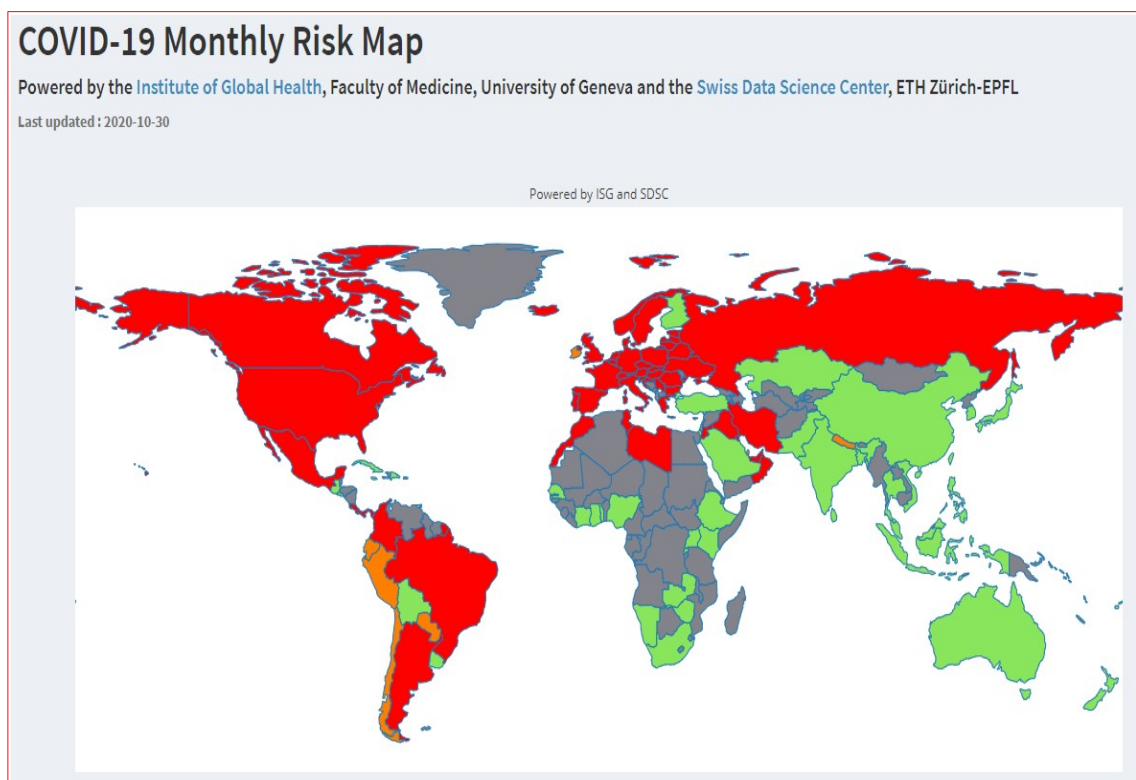 COVID-19 Monthly Risk Map
Powered by the Institute of Global Health, Faculty of Medicine, University of Geneva and the Swiss Data Science Center, ETH Zürich-EPFL
Last updated : 2020-10-30
Powered by ISG and SDSC